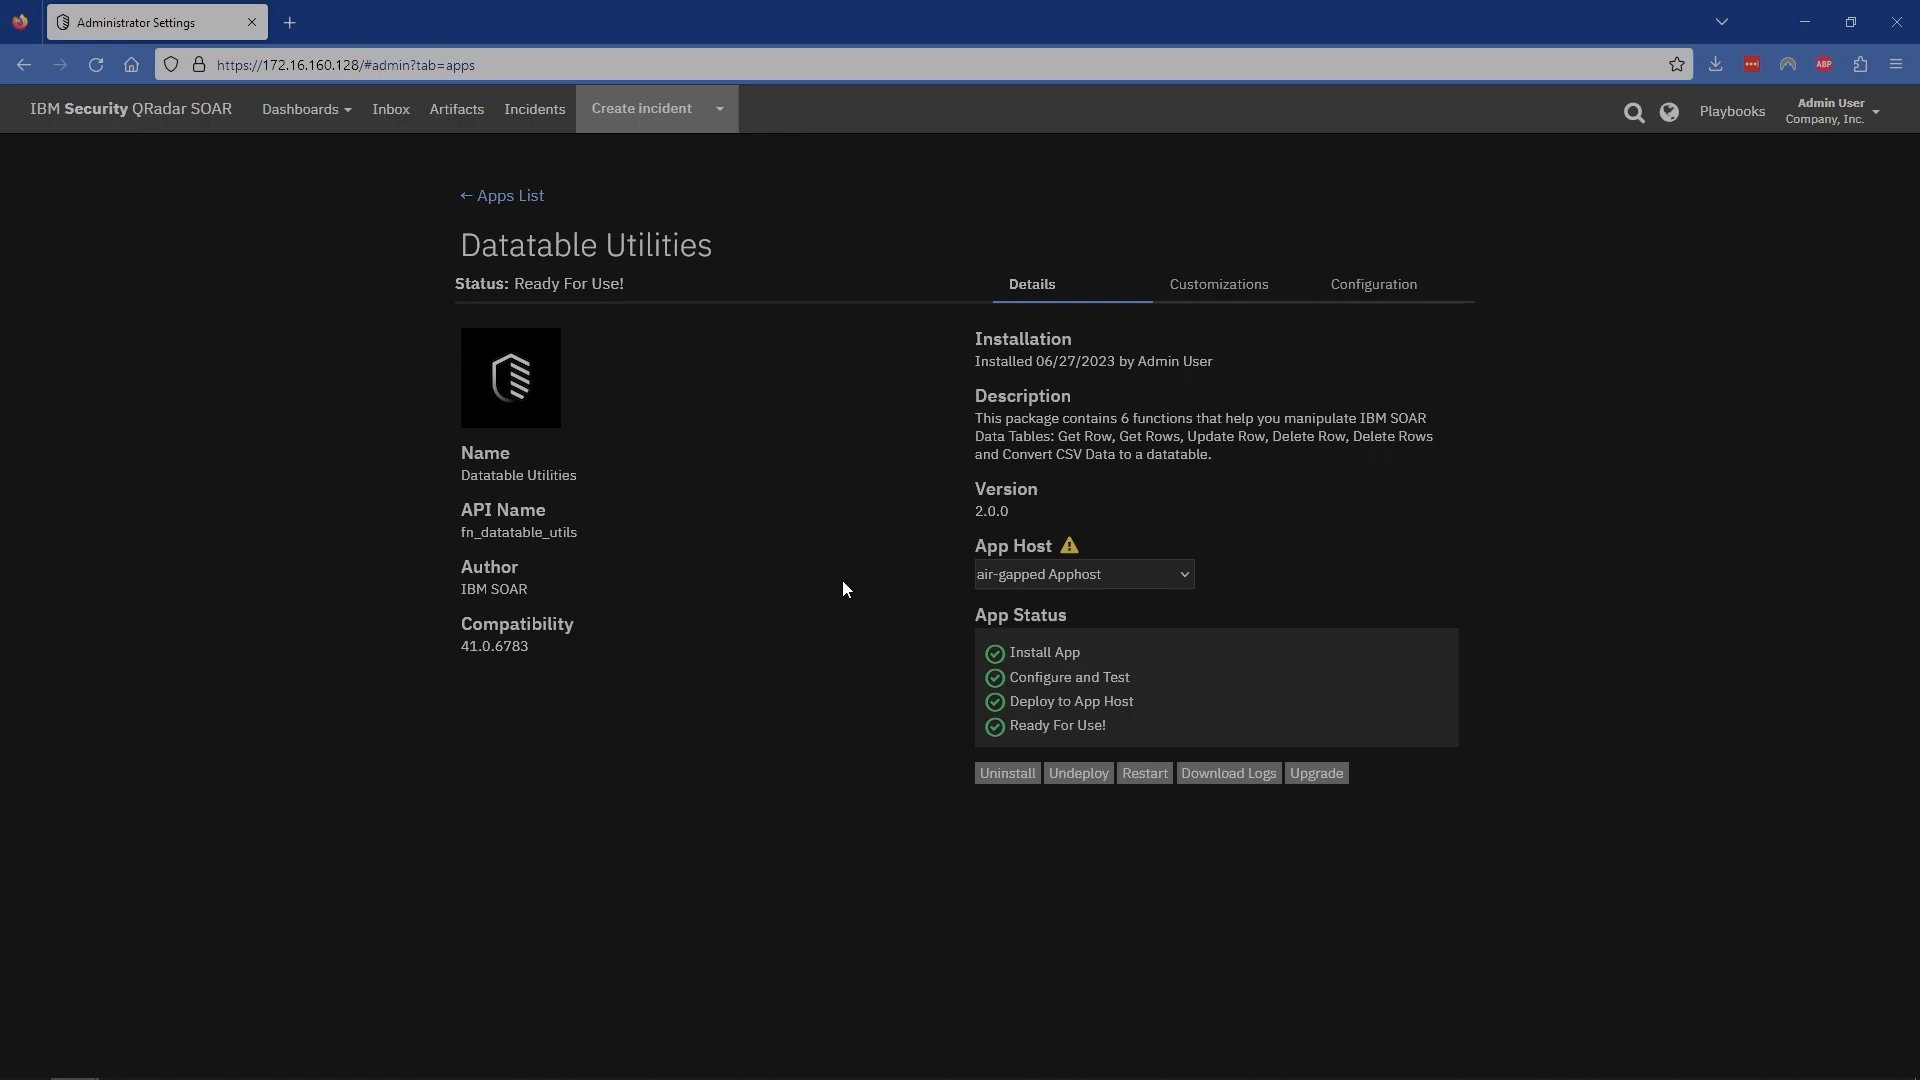 Administrator Settings
https://172.16.160.128/#admin?tab=apps
ABP
IBM Security QRadar SOAR
Dashboards
Inbox
Artifacts
Incidents
Create incident
Playbooks
Admin User
Company, Inc.
← Apps List
Datatable Utilities
Status: Ready For Use!
Details
Customizations
Configuration
Name
Datatable Utilities
API Name
fn_datatable_utils
Author
IBM SOAR
Compatibility
41.0.6783
Installation
Installed 06/27/2023 by Admin User
Description
This package contains 6 functions that help you manipulate IBM SOAR
Data Tables: Get Row, Get Rows, Update Row, Delete Row, Delete Rows
and Convert CSV Data to a datatable.
Version
2.0.0
App Host
air-gapped Apphost
App Status
Install App
Configure and Test
Deploy to App Host
Ready For Use!
Uninstall
Undeploy
Restart
Download Logs
Upgrade